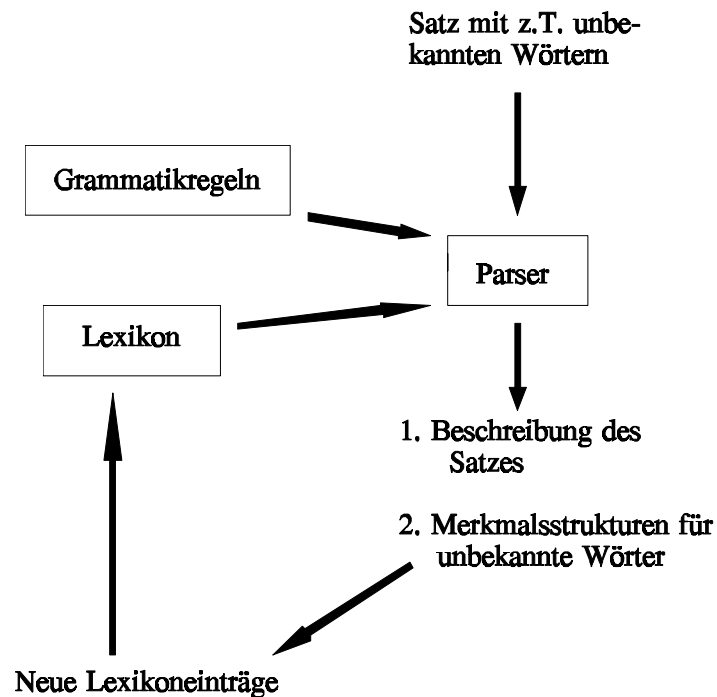 Satz mit z.T. unbe-
kannten Wörtern
Grammatikregeln
Parser
Lexikon
1. Beschreibung des
Satzes
2. Merkmalsstrukturen für
unbekannte Wörter
Neue Lexikoneinträge